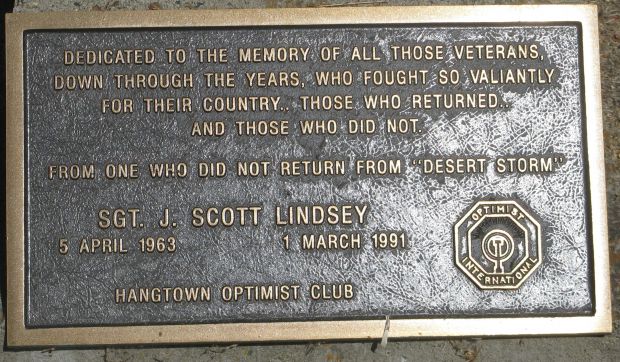 DEDICATED TO THE MEMORY OF ALL THOSE VETERANS,
DOWN THROUGH THE YEARS, WHO FOUGHT SO VALIANTLY
FOR THEIR COUNTRY.. THOSE WHO RETURNED..
AND THOSE WHO DID NOT.
FROM ONE WHO DID NOT RETURN FROM "DESERT STORM"
SGT. J. SCOTT LINDSEY
5 APRIL 1963 1 MARCH 1991
OPTIMIST
INTERNATIONAL
HANGTOWN OPTIMIST CLUB